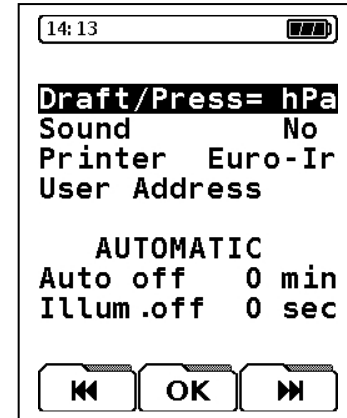 14:13
Draft/Press= hPa
Sound No
Printer Euro-Ir
User Address
AUTOMATIC
Auto off 0 min
Illum.off 0 sec
OK